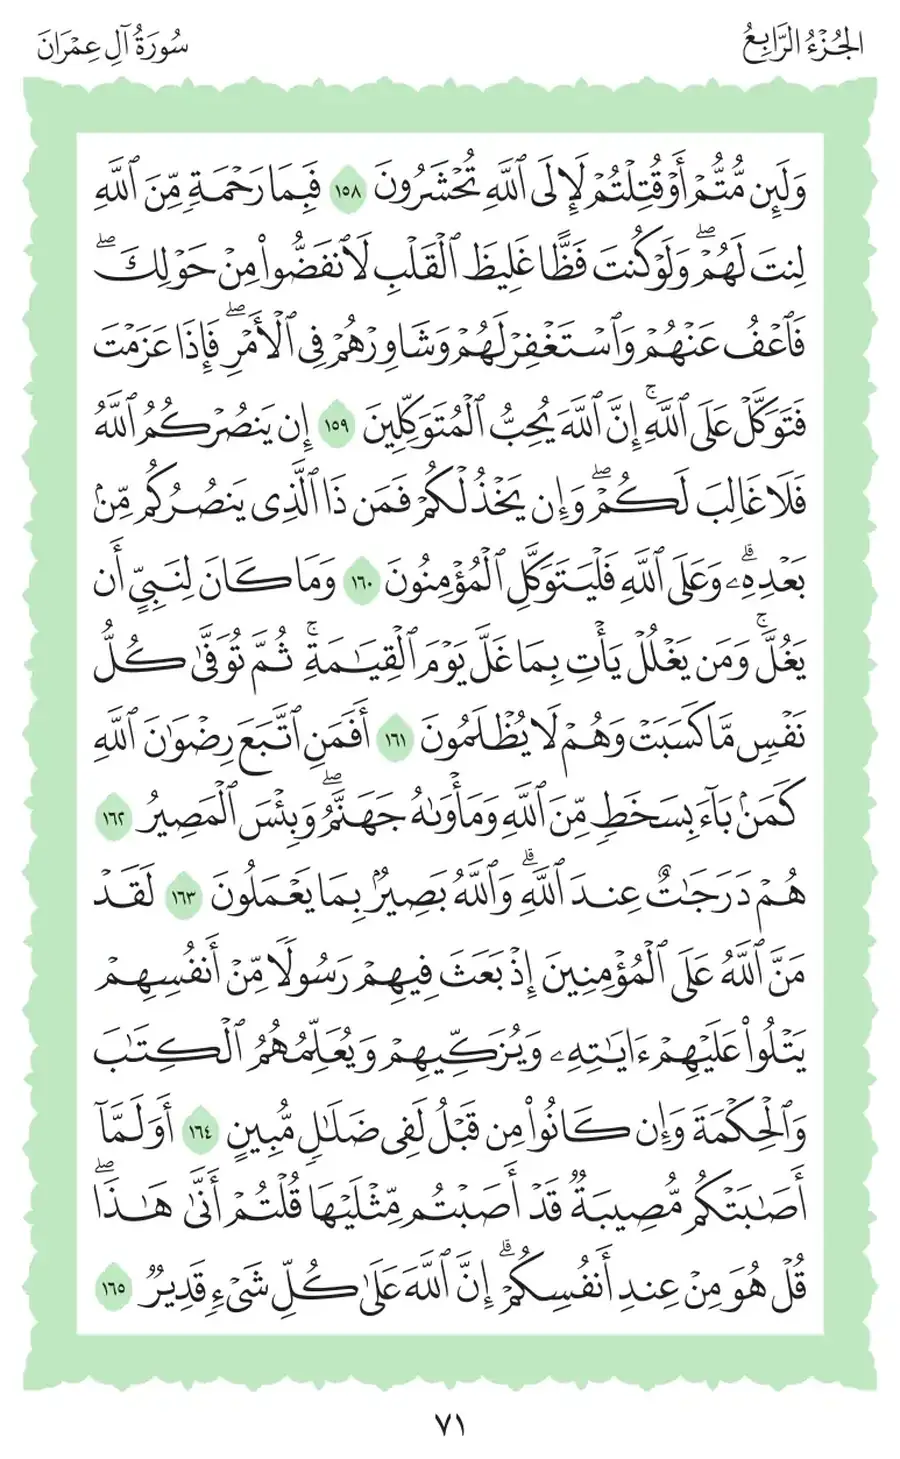 الجُزْءُ الرَّابِعُ
سُورَةُ آلِ عِمْرَانَ
وَلَئِن مُّتُّمْ أَوْ قُتِلْتُمْ لَإِلَى ٱللَّهِ تُحْشَرُونَ ١٥٨ فَبِمَا رَحْمَةٍ مِّنَ ٱللَّهِ
لِنتَ لَهُمْ ۖ وَلَوْ كُنتَ فَظًّا غَلِيظَ ٱلْقَلْبِ لَٱنفَضُّوا۟ مِنْ حَوْلِكَ ۖ
فَٱعْفُ عَنْهُمْ وَٱسْتَغْفِرْ لَهُمْ وَشَاوِرْهُمْ فِى ٱلْأَمْرِ ۖ فَإِذَا عَزَمْتَ
فَتَوَكَّلْ عَلَى ٱللَّهِ ۚ إِنَّ ٱللَّهَ يُحِبُّ ٱلْمُتَوَكِّلِينَ ١٥٩ إِن يَنصُرْكُمُ ٱللَّهُ
فَلَا غَالِبَ لَكُمْ ۖ وَإِن يَخْذُلْكُمْ فَمَن ذَا ٱلَّذِى يَنصُرُكُم مِّنۢ
بَعْدِهِۦ ۗ وَعَلَى ٱللَّهِ فَلْيَتَوَكَّلِ ٱلْمُؤْمِنُونَ ١٦٠ وَمَا كَانَ لِنَبِىٍّ أَن
يَغُلَّ ۚ وَمَن يَغْلُلْ يَأْتِ بِمَا غَلَّ يَوْمَ ٱلْقِيَـٰمَةِ ۚ ثُمَّ تُوَفَّىٰ كُلُّ
نَفْسٍ مَّا كَسَبَتْ وَهُمْ لَا يُظْلَمُونَ ١٦١ أَفَمَنِ ٱتَّبَعَ رِضْوَٰنَ ٱللَّهِ
كَمَنۢ بَآءَ بِسَخَطٍ مِّنَ ٱللَّهِ وَمَأْوَىٰهُ جَهَنَّمُ ۖ وَبِئْسَ ٱلْمَصِيرُ ١٦٢
هُمْ دَرَجَـٰتٌ عِندَ ٱللَّهِ ۗ وَٱللَّهُ بَصِيرٌۢ بِمَا يَعْمَلُونَ ١٦٣ لَقَدْ
مَنَّ ٱللَّهُ عَلَى ٱلْمُؤْمِنِينَ إِذْ بَعَثَ فِيهِمْ رَسُولًا مِّنْ أَنفُسِهِمْ
يَتْلُوا۟ عَلَيْهِمْ ءَايَـٰتِهِۦ وَيُزَكِّيهِمْ وَيُعَلِّمُهُمُ ٱلْكِتَـٰبَ
وَٱلْحِكْمَةَ وَإِن كَانُوا۟ مِن قَبْلُ لَفِى ضَلَـٰلٍ مُّبِينٍ ١٦٤ أَوَلَمَّآ
أَصَـٰبَتْكُم مُّصِيبَةٌ قَدْ أَصَبْتُم مِّثْلَيْهَا قُلْتُمْ أَنَّىٰ هَـٰذَا ۖ
قُلْ هُوَ مِنْ عِندِ أَنفُسِكُمْ ۗ إِنَّ ٱللَّهَ عَلَىٰ كُلِّ شَىْءٍ قَدِيرٌ ١٦٥
٧١